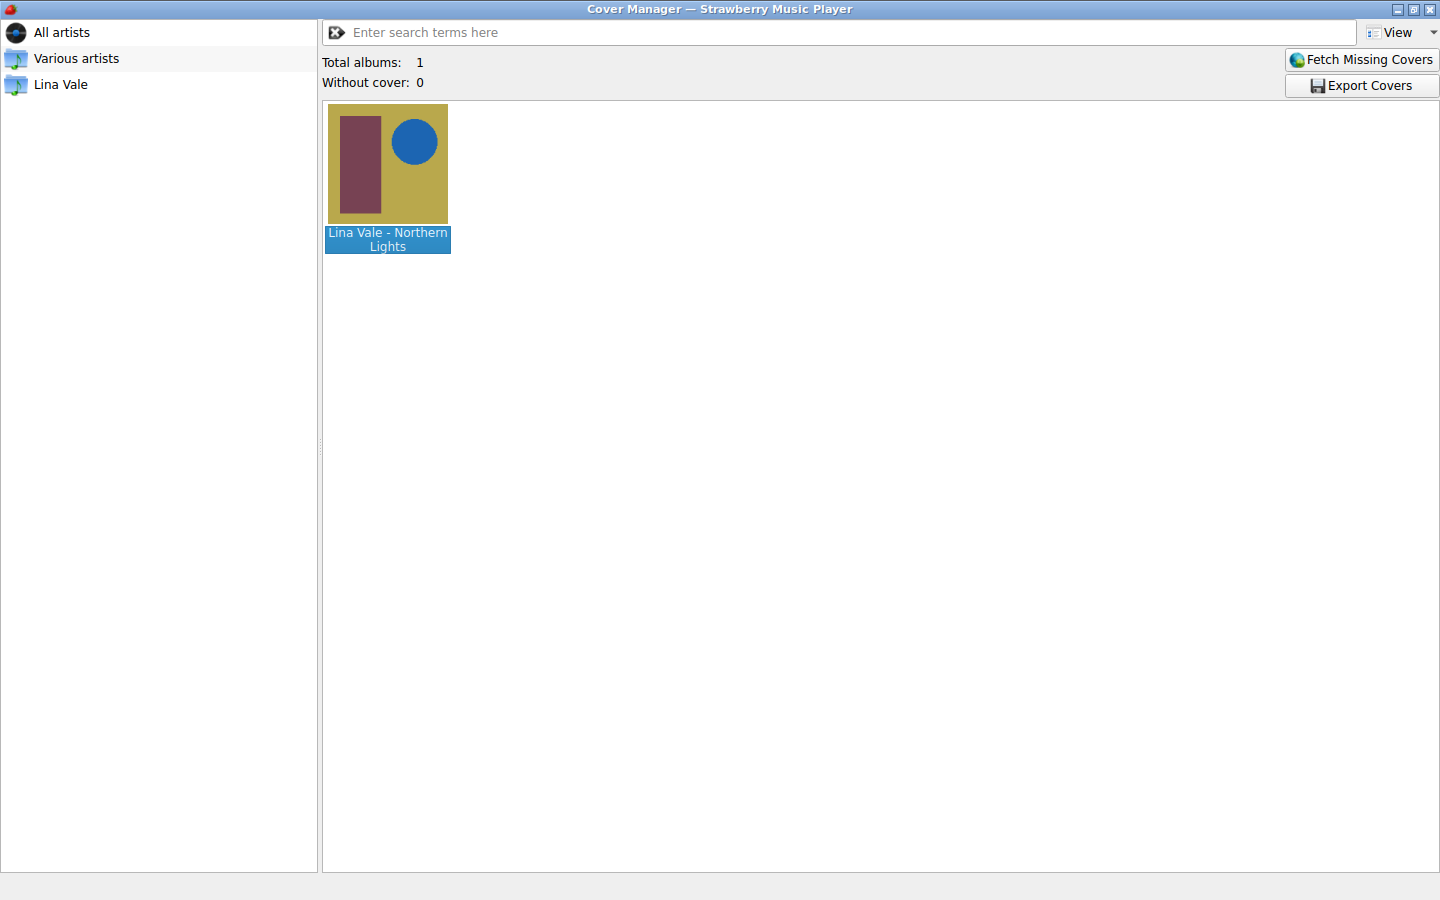 Cover Manager — Strawberry Music Player
All artists
Various artists
Lina Vale
Enter search terms here
View
Total albums: 1
Without cover: 0
Fetch Missing Covers
Export Covers
Lina Vale - Northern
Lights